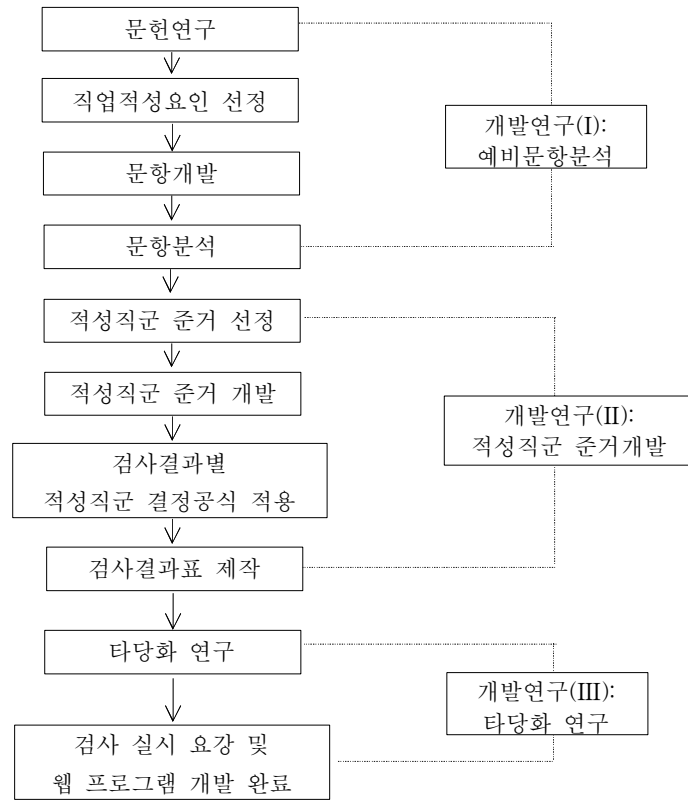 문헌연구
직업적성요인 선정
개발연구(I):
예비문항분석
문항개발
문항분석
적성직군 준거 선정
적성직군 준거 개발
개발연구(II):
적성직군 준거개발
검사결과별
적성직군 결정공식 적용
검사결과표 제작
타당화 연구
개발연구(III):
타당화 연구
검사 실시 요강 및
웹 프로그램 개발 완료